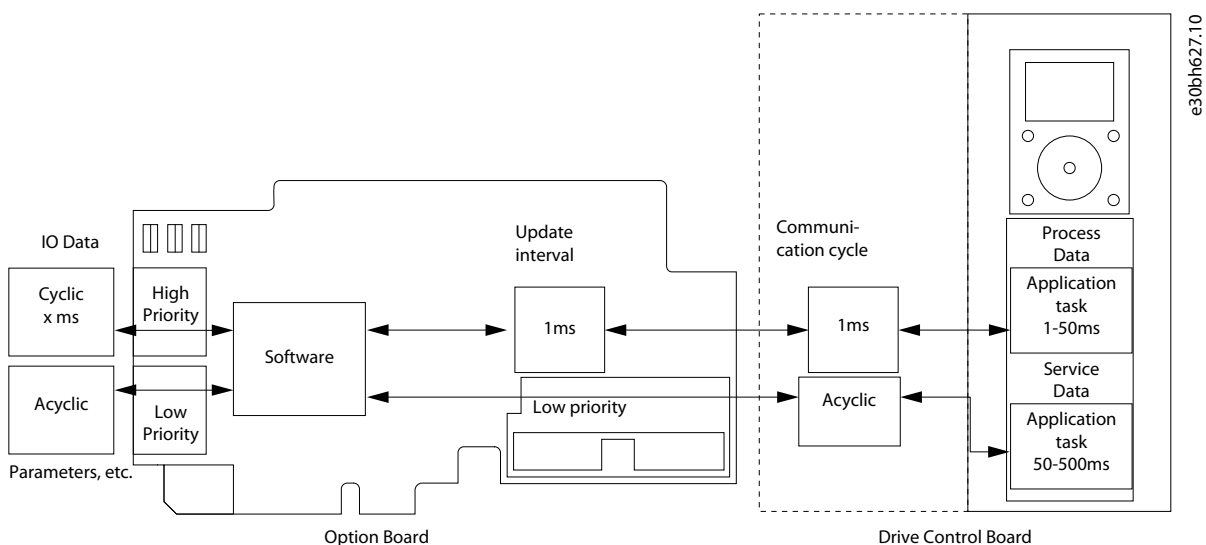 e30bh627.10
IO Data
Cyclic
x ms
High
Priority
Software
Update
interval
1ms
Communi-
cation cycle
1ms
Process
Data
Application
task
1-50ms
Acyclic
Low
Priority
Low priority
Acyclic
Service
Data
Application
task
50-500ms
Parameters, etc.
Option Board
Drive Control Board